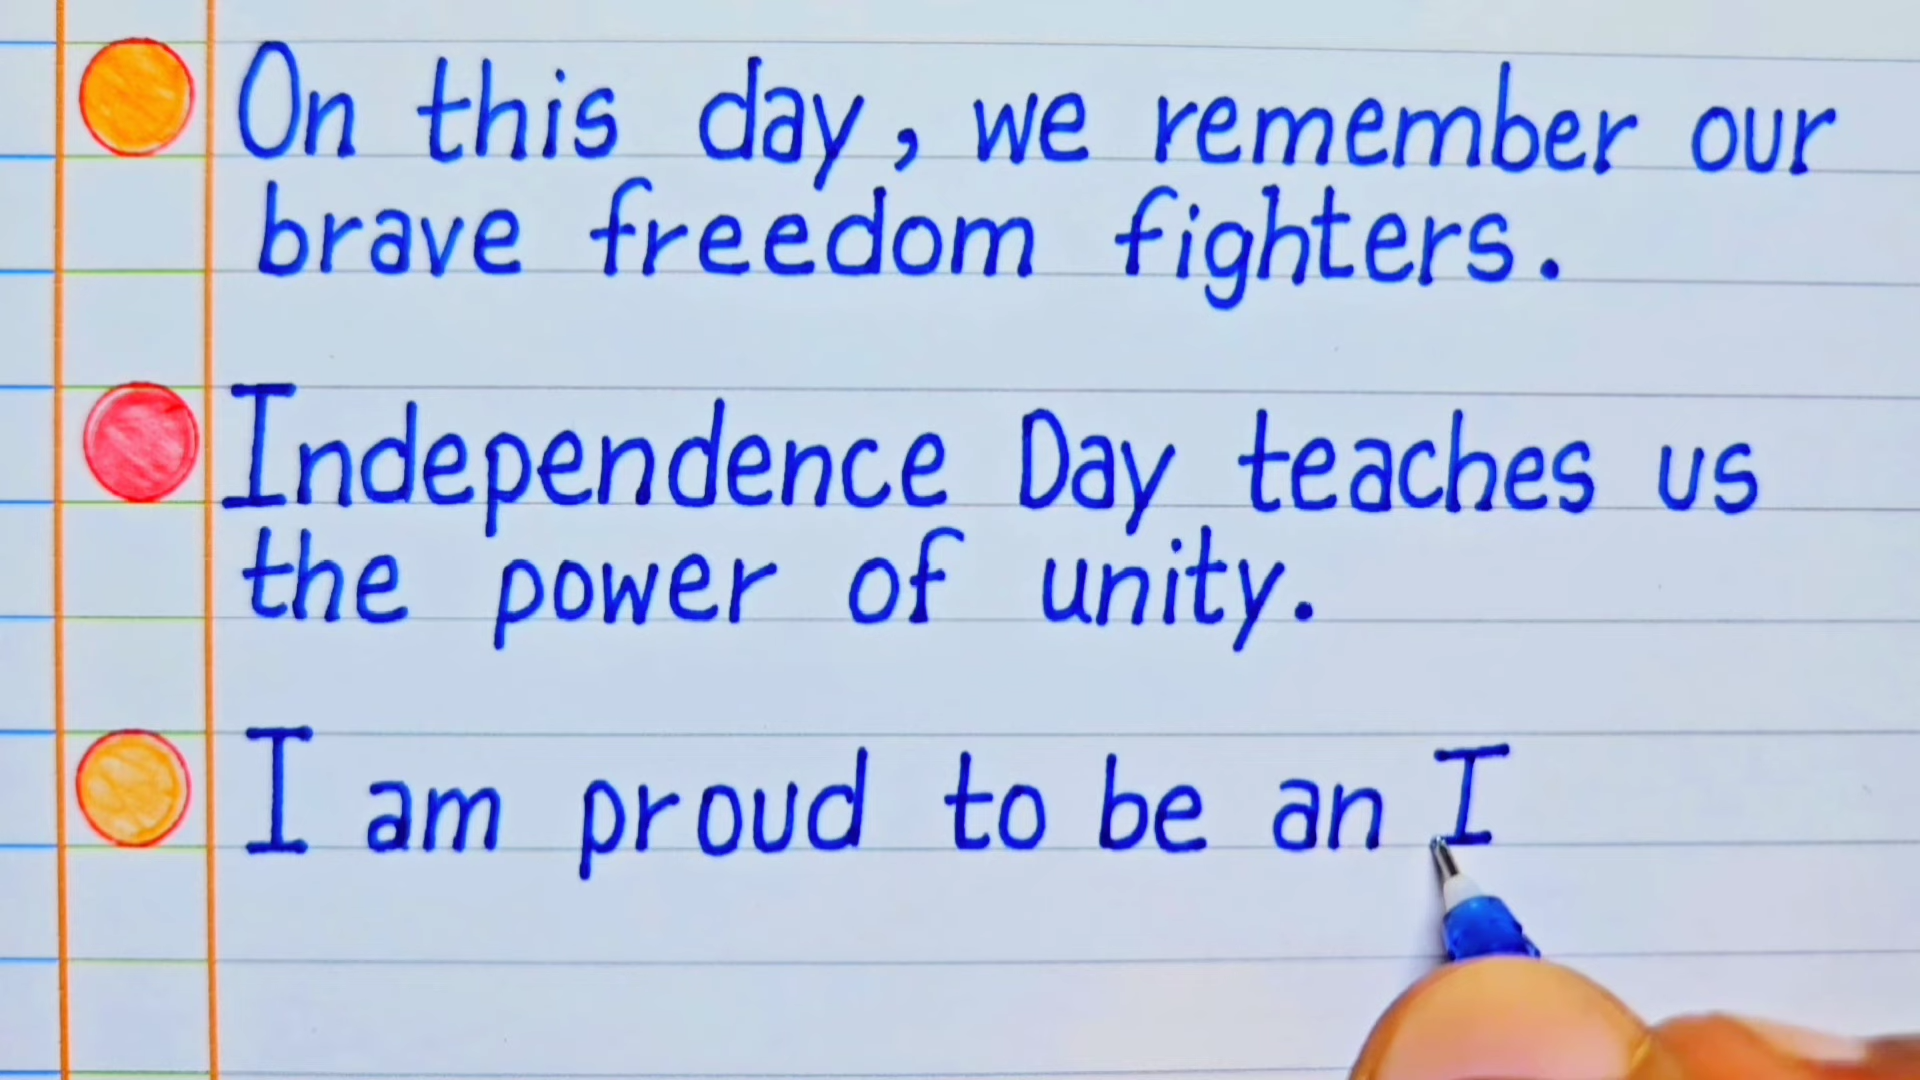 On this day, we remember our
brave freedom fighters.
Independence Day teaches us
the power of unity.
I am proud to be an I